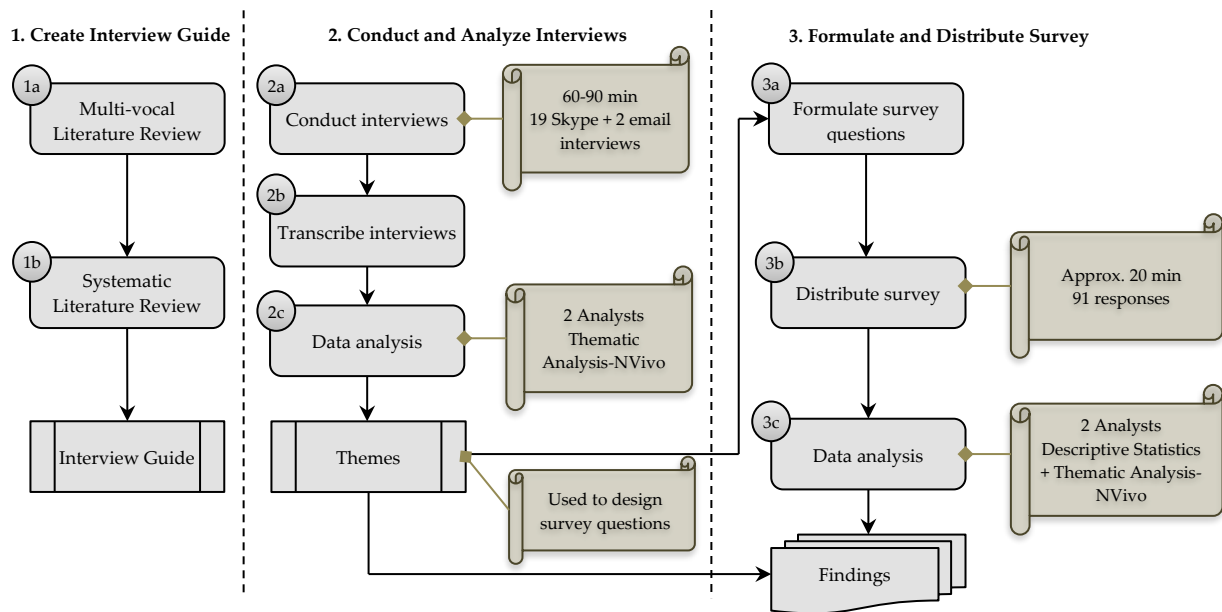 1. Create Interview Guide
1a
Multi-vocal
Literature Review
1b
Systematic
Literature Review
Interview Guide
2. Conduct and Analyze Interviews
2a
Conduct interviews
60-90 min
19 Skype + 2 email
interviews
2b
Transcribe interviews
2c
Data analysis
2 Analysts
Thematic
Analysis-NVivo
Themes
Used to design
survey questions
3. Formulate and Distribute Survey
3a
Formulate survey
questions
3b
Distribute survey
Approx. 20 min
91 responses
3c
Data analysis
2 Analysts
Descriptive Statistics
+ Thematic Analysis-
NVivo
Findings